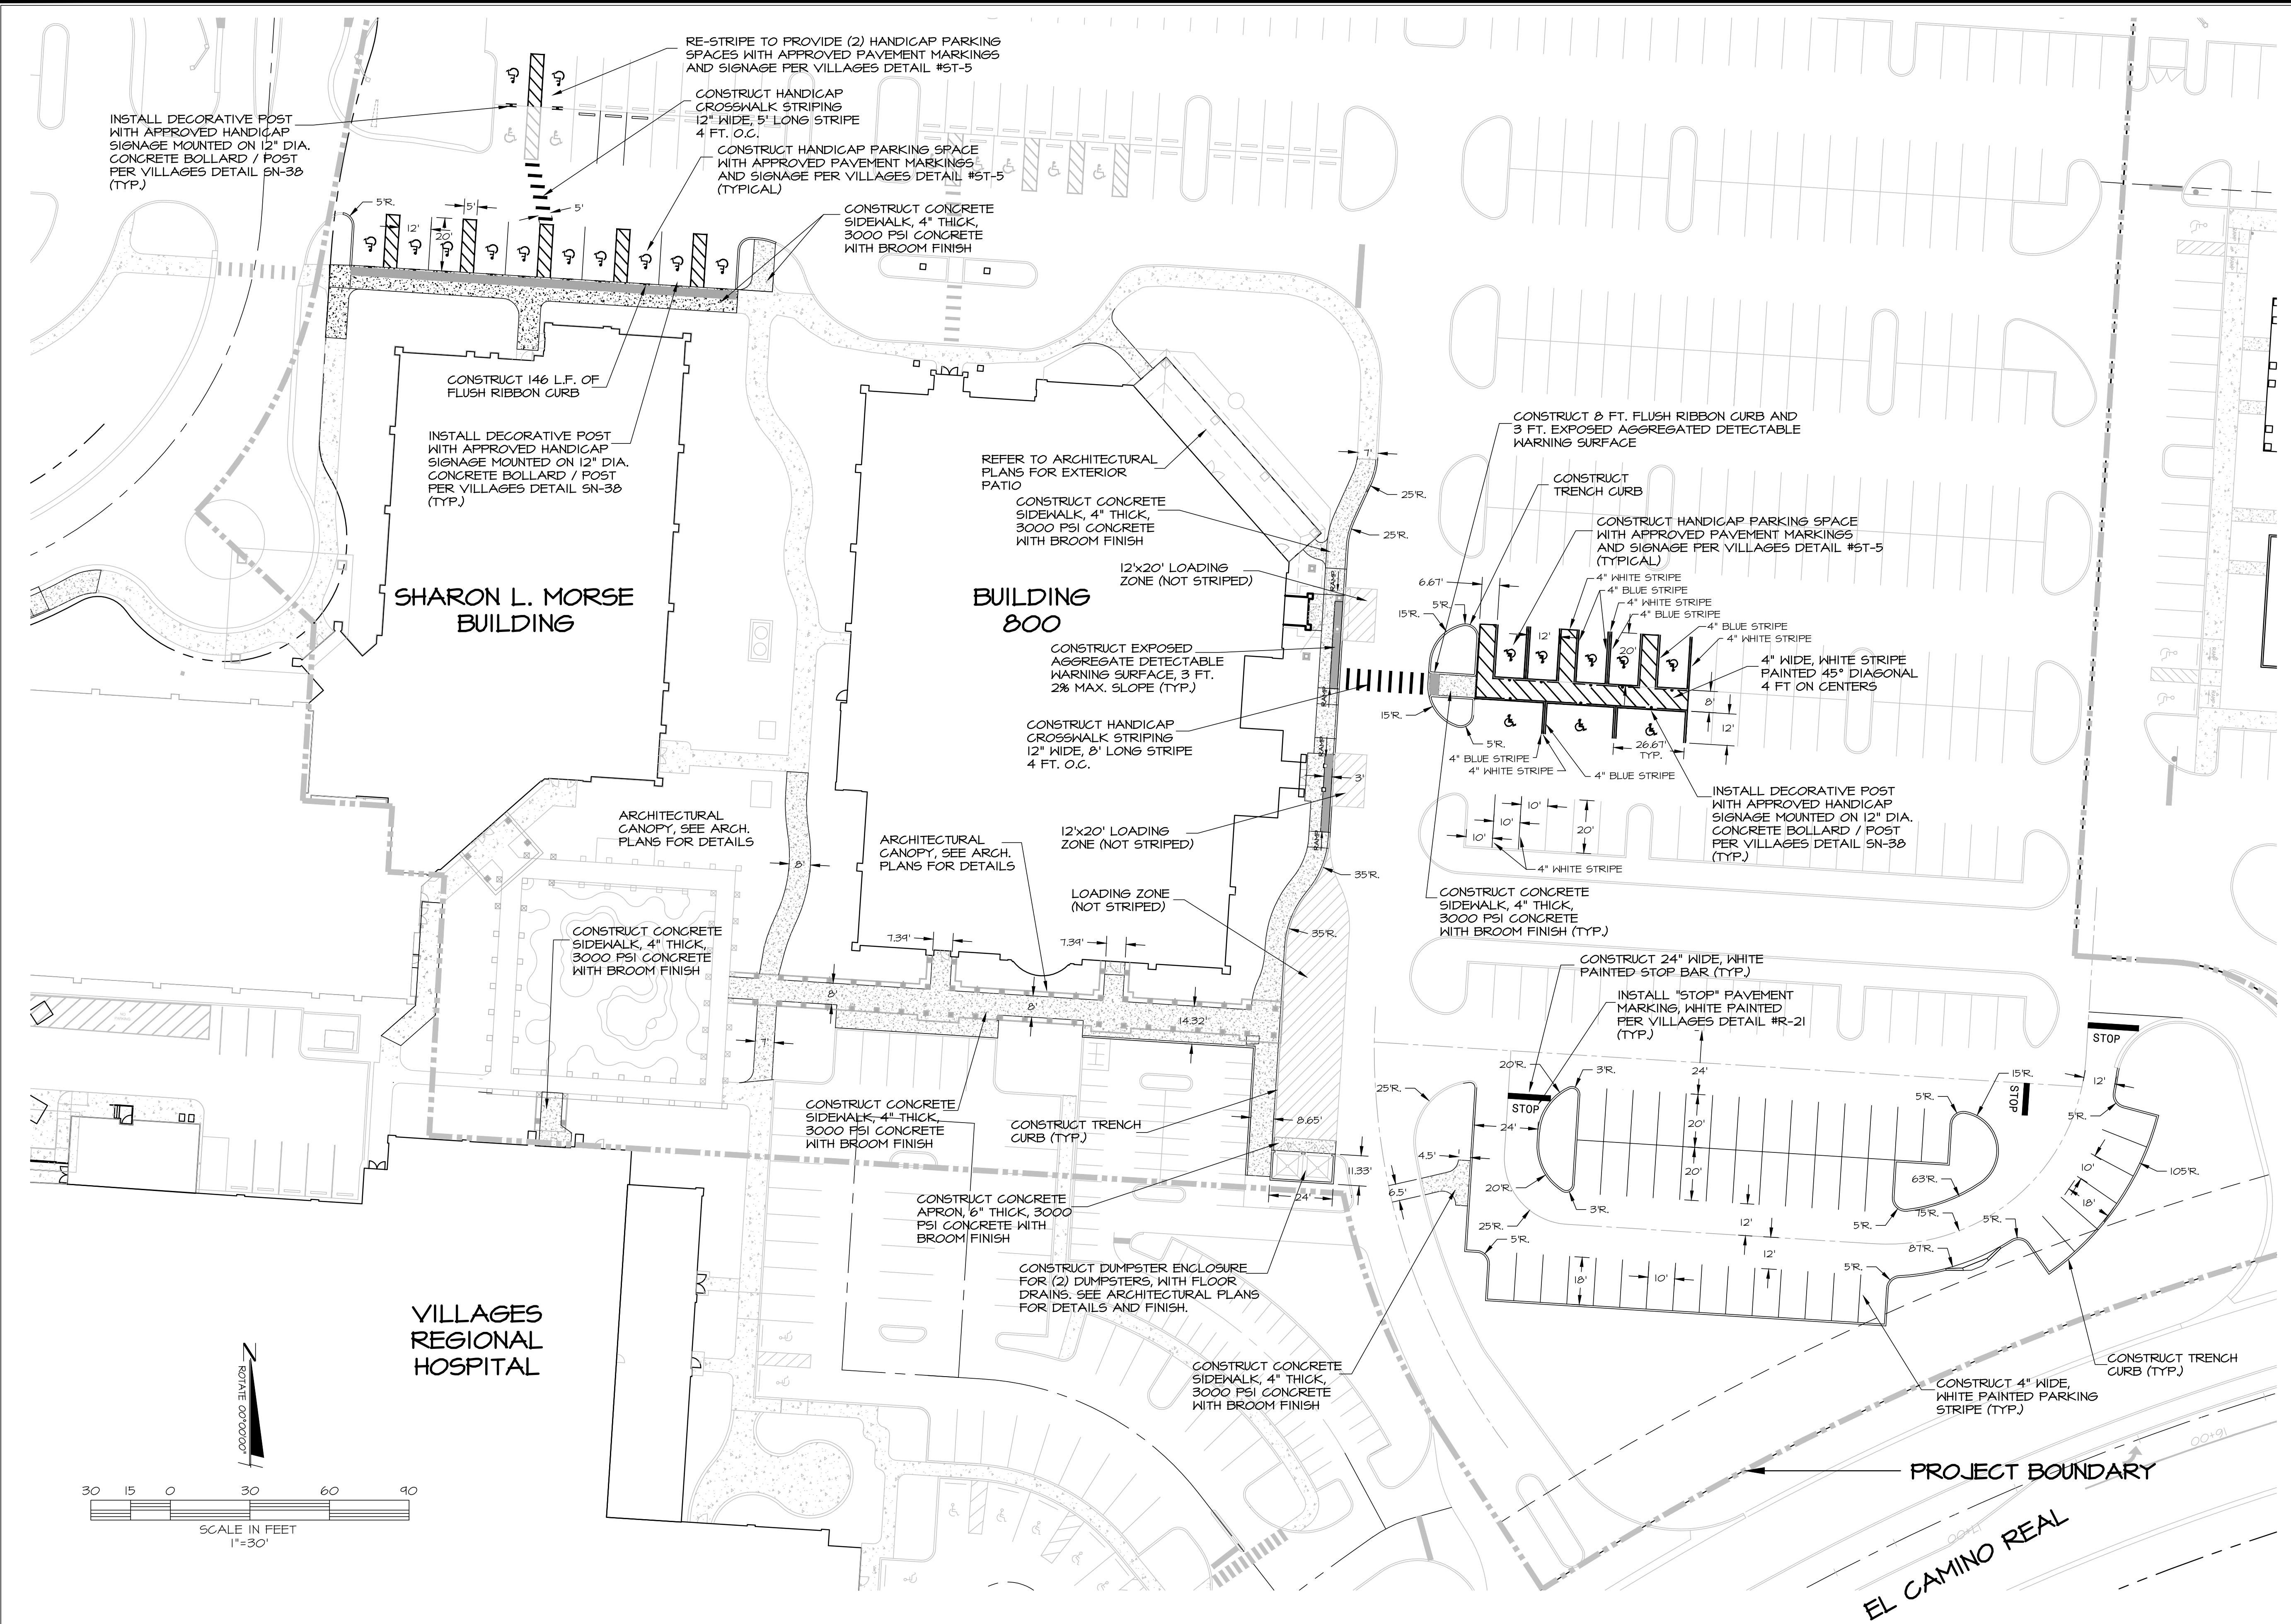 RE-STRIPE TO PROVIDE (2) HANDICAP PARKING
SPACES WITH APPROVED PAVEMENT MARKINGS
AND SIGNAGE PER VILLAGES DETAIL #ST-5
CONSTRUCT HANDICAP
CROSSWALK STRIPING
12" WIDE, 5' LONG STRIPE
4 FT. O.C.
INSTALL DECORATIVE POST
WITH APPROVED HANDICAP
SIGNAGE MOUNTED ON 12" DIA.
CONCRETE BOLLARD / POST
PER VILLAGES DETAIL SN-38
(TYP.)
CONSTRUCT HANDICAP PARKING SPACE
WITH APPROVED PAVEMENT MARKINGS
AND SIGNAGE PER VILLAGES DETAIL #ST-5
(TYPICAL)
5'R.
5'
5'
12'
20'
CONSTRUCT CONCRETE
SIDEWALK, 4" THICK,
3000 PSI CONCRETE
WITH BROOM FINISH
CONSTRUCT 146 L.F. OF
FLUSH RIBBON CURB
INSTALL DECORATIVE POST
WITH APPROVED HANDICAP
SIGNAGE MOUNTED ON 12" DIA.
CONCRETE BOLLARD / POST
PER VILLAGES DETAIL SN-38
(TYP.)
REFER TO ARCHITECTURAL
PLANS FOR EXTERIOR
PATIO
CONSTRUCT CONCRETE
SIDEWALK, 4" THICK,
3000 PSI CONCRETE
WITH BROOM FINISH
7'
25'R.
25'R.
CONSTRUCT 8 FT. FLUSH RIBBON CURB AND
3 FT. EXPOSED AGGREGATED DETECTABLE
WARNING SURFACE
CONSTRUCT
TRENCH CURB
CONSTRUCT HANDICAP PARKING SPACE
WITH APPROVED PAVEMENT MARKINGS
AND SIGNAGE PER VILLAGES DETAIL #ST-5
(TYPICAL)
12'x20' LOADING
ZONE (NOT STRIPED)
RAMP
SHARON L. MORSE
BUILDING
BUILDING
800
6.67'
4" WHITE STRIPE
4" BLUE STRIPE
4" WHITE STRIPE
4" BLUE STRIPE
4" BLUE STRIPE
4" WHITE STRIPE
5'R.
15'R.
12'
20'
CONSTRUCT EXPOSED
AGGREGATE DETECTABLE
WARNING SURFACE, 3 FT.
2% MAX. SLOPE (TYP.)
4" WIDE, WHITE STRIPE
PAINTED 45° DIAGONAL
4 FT ON CENTERS
RAMP
8'
12'
15'R.
5'R.
26.67'
TYP.
CONSTRUCT HANDICAP
CROSSWALK STRIPING
12" WIDE, 8' LONG STRIPE
4 FT. O.C.
RAMP
4" BLUE STRIPE
4" WHITE STRIPE
4" BLUE STRIPE
3'
INSTALL DECORATIVE POST
WITH APPROVED HANDICAP
SIGNAGE MOUNTED ON 12" DIA.
CONCRETE BOLLARD / POST
PER VILLAGES DETAIL SN-38
(TYP.)
10'
10'
10'
20'
4" WHITE STRIPE
ARCHITECTURAL
CANOPY, SEE ARCH.
PLANS FOR DETAILS
ARCHITECTURAL
CANOPY, SEE ARCH.
PLANS FOR DETAILS
12'x20' LOADING
ZONE (NOT STRIPED)
RAMP
8'
35'R.
LOADING ZONE
(NOT STRIPED)
CONSTRUCT CONCRETE
SIDEWALK, 4" THICK,
3000 PSI CONCRETE
WITH BROOM FINISH (TYP.)
CONSTRUCT CONCRETE
SIDEWALK, 4" THICK,
3000 PSI CONCRETE
WITH BROOM FINISH
7.39'
7.39'
35'R.
CONSTRUCT 24" WIDE, WHITE
PAINTED STOP BAR (TYP.)
INSTALL "STOP" PAVEMENT
MARKING, WHITE PAINTED
PER VILLAGES DETAIL #R-21
(TYP.)
8'
8'
14.32'
7'
STOP
STOP
STOP
20'R.
3'R.
24'
15'R.
12'
25'R.
5'R.
5'R.
24'
20'
20'
CONSTRUCT CONCRETE
SIDEWALK, 4" THICK,
3000 PSI CONCRETE
WITH BROOM FINISH
CONSTRUCT TRENCH
CURB (TYP.)
8.65'
11.33'
24'
4.5'
6.5'
20'R.
3'R.
63'R.
10'
18'
105'R.
25'R.
5'R.
12'
12'
5'R.
75'R.
5'R.
87'R.
5'R.
18'
10'
CONSTRUCT CONCRETE
APRON, 6" THICK, 3000
PSI CONCRETE WITH
BROOM FINISH
CONSTRUCT DUMPSTER ENCLOSURE
FOR (2) DUMPSTERS, WITH FLOOR
DRAINS. SEE ARCHITECTURAL PLANS
FOR DETAILS AND FINISH.
VILLAGES
REGIONAL
HOSPITAL
CONSTRUCT CONCRETE
SIDEWALK, 4" THICK,
3000 PSI CONCRETE
WITH BROOM FINISH
CONSTRUCT TRENCH
CURB (TYP.)
CONSTRUCT 4" WIDE,
WHITE PAINTED PARKING
STRIPE (TYP.)
N
ROTATE 00°00'00"
30 15 0 30 60 90
SCALE IN FEET
1"=30'
16+00
PROJECT BOUNDARY
17+00
EL CAMINO REAL